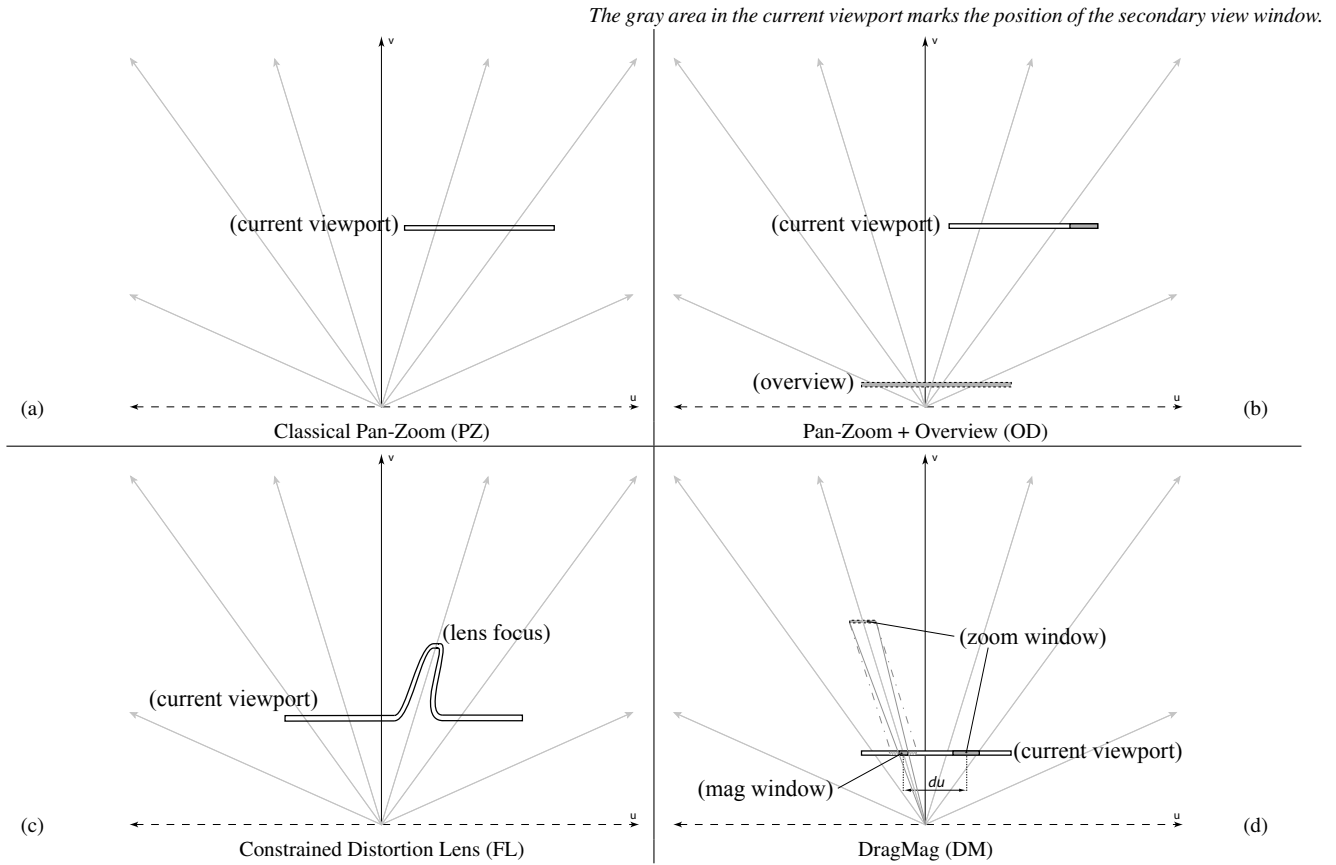 The gray area in the current viewport marks the position of the secondary view window.
v
(current viewport)
u
(a)
Classical Pan-Zoom (PZ)
v
(current viewport)
(overview)
u
(b)
Pan-Zoom + Overview (OD)
v
(lens focus)
(current viewport)
u
(c)
Constrained Distortion Lens (FL)
v
(zoom window)
(current viewport)
(mag window)
du
u
(d)
DragMag (DM)